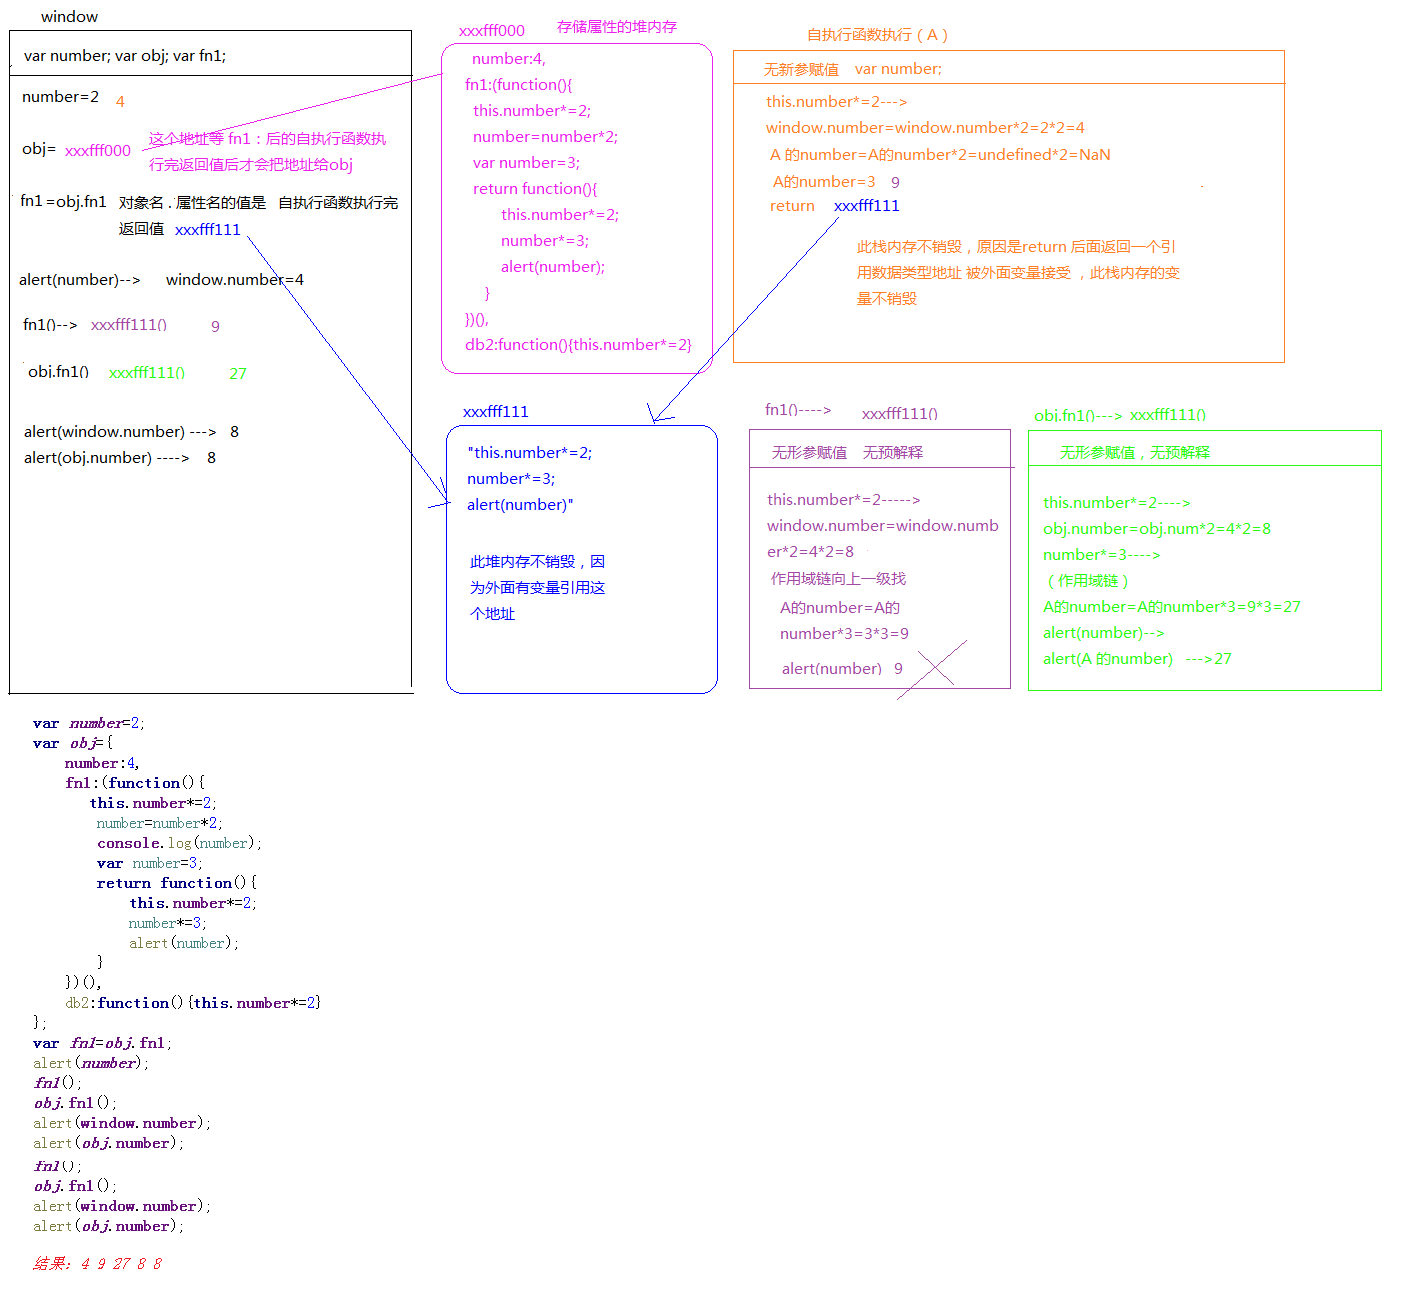 window
var number; var obj; var fn1;
number=2 4
obj= xxxfff000 这个地址等 fn1：后的自执行函数执
行完返回值后才会把地址给obj
fn1 =obj.fn1 对象名 . 属性名的值是 自执行函数执行完
返回值 xxxfff111
alert(number)--> window.number=4
fn1()--> xxxfff111() 9
obj.fn1() xxxfff111() 27
alert(window.number) ---> 8
alert(obj.number) ----> 8
xxxfff000 存储属性的堆内存
number:4,
fn1:(function(){
this.number*=2;
number=number*2;
var number=3;
return function(){
this.number*=2;
number*=3;
alert(number);
}
})(),
db2:function(){this.number*=2}
自执行函数执行（A）
无新参赋值 var number;
this.number*=2--->
window.number=window.number*2=2*2=4
A 的number=A的number*2=undefined*2=NaN
A的number=3 9
return xxxfff111
此栈内存不销毁，原因是return 后面返回一个引
用数据类型地址 被外面变量接受 ，此栈内存的变
量不销毁
xxxfff111
"this.number*=2;
number*=3;
alert(number)"
此堆内存不销毁，因
为外面有变量引用这
个地址
fn1()----> xxxfff111()
无形参赋值 无预解释
this.number*=2----->
window.number=window.numb
er*2=4*2=8
作用域链向上一级找
A的number=A的
number*3=3*3=9
alert(number) 9
obj.fn1()---> xxxfff111()
无形参赋值，无预解释
this.number*=2---->
obj.number=obj.num*2=4*2=8
number*=3---->
（作用域链）
A的number=A的number*3=9*3=27
alert(number)-->
alert(A 的number) --->27
var number=2;
var obj={
number:4,
fn1:(function(){
this.number*=2;
number=number*2;
console.log(number);
var number=3;
return function(){
this.number*=2;
number*=3;
alert(number);
}
})(),
db2:function(){this.number*=2}
};
var fn1=obj.fn1;
alert(number);
fn1();
obj.fn1();
alert(window.number);
alert(obj.number);
fn1();
obj.fn1();
alert(window.number);
alert(obj.number);
结果：4 9 27 8 8